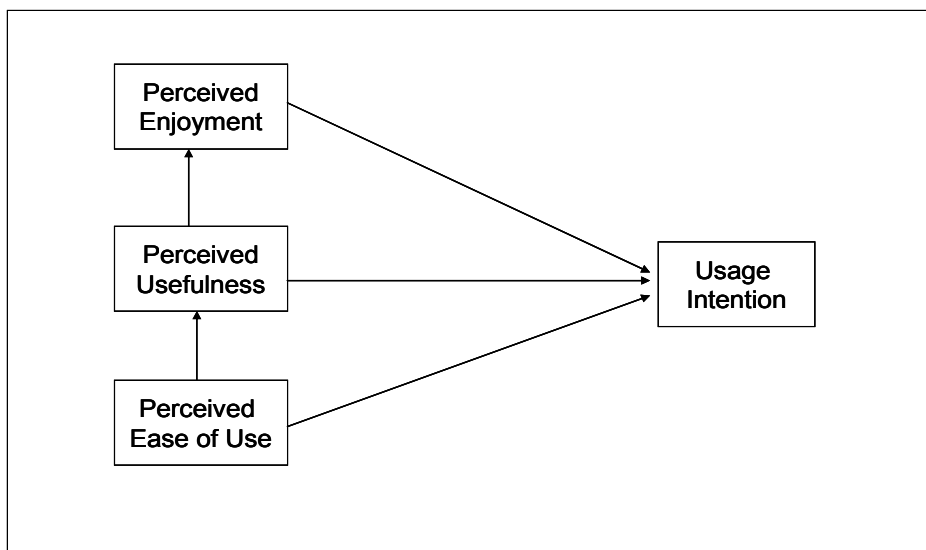 Perceived
Enjoyment
Perceived
Usefulness
Usage
Intention
Perceived
Ease of Use